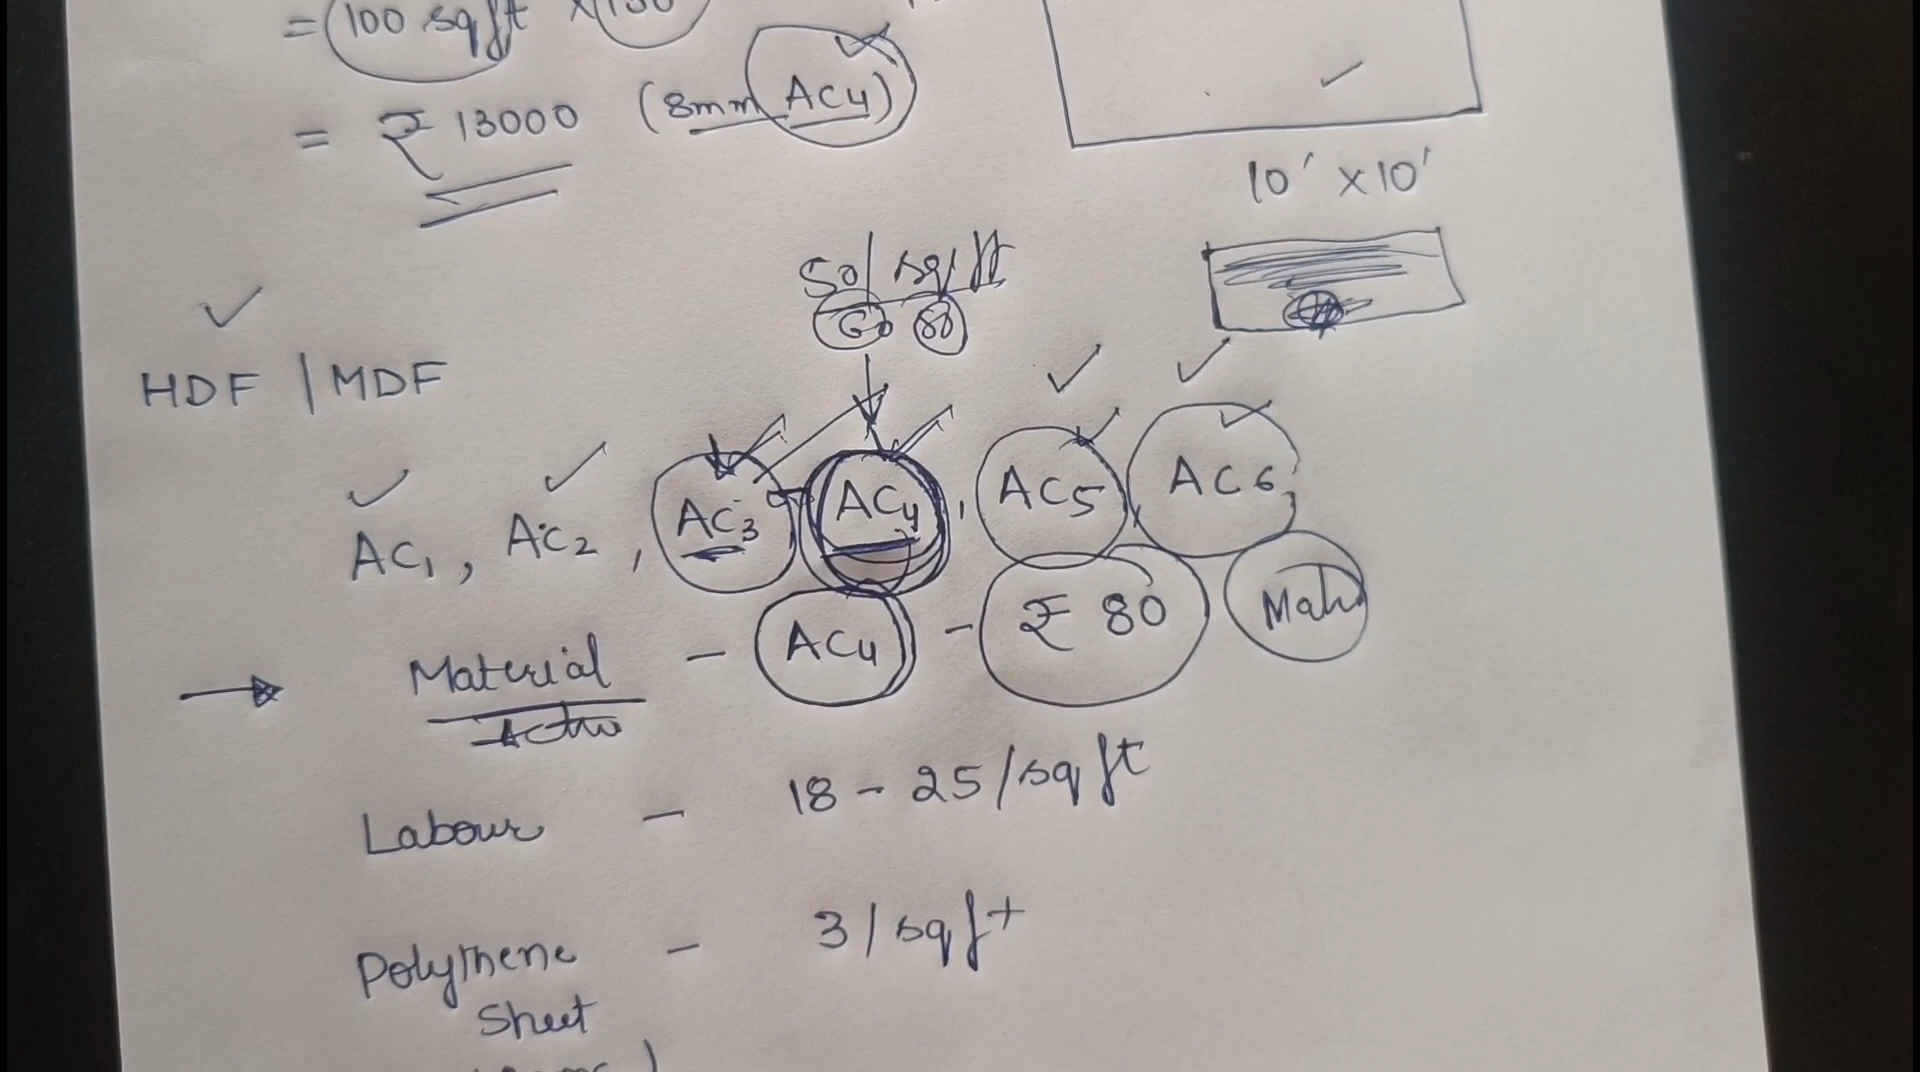 = 100 sqft x 130
= ₹ 13000 (8mm AC4)
10' x 10'
50/sqft
60 80
HDF | MDF
AC1, AC2, AC3, AC4, AC5, AC6,
Material - AC4 - ₹ 80
Labour - 18 - 25/sqft
Polythene - 3/sqft
Sheet